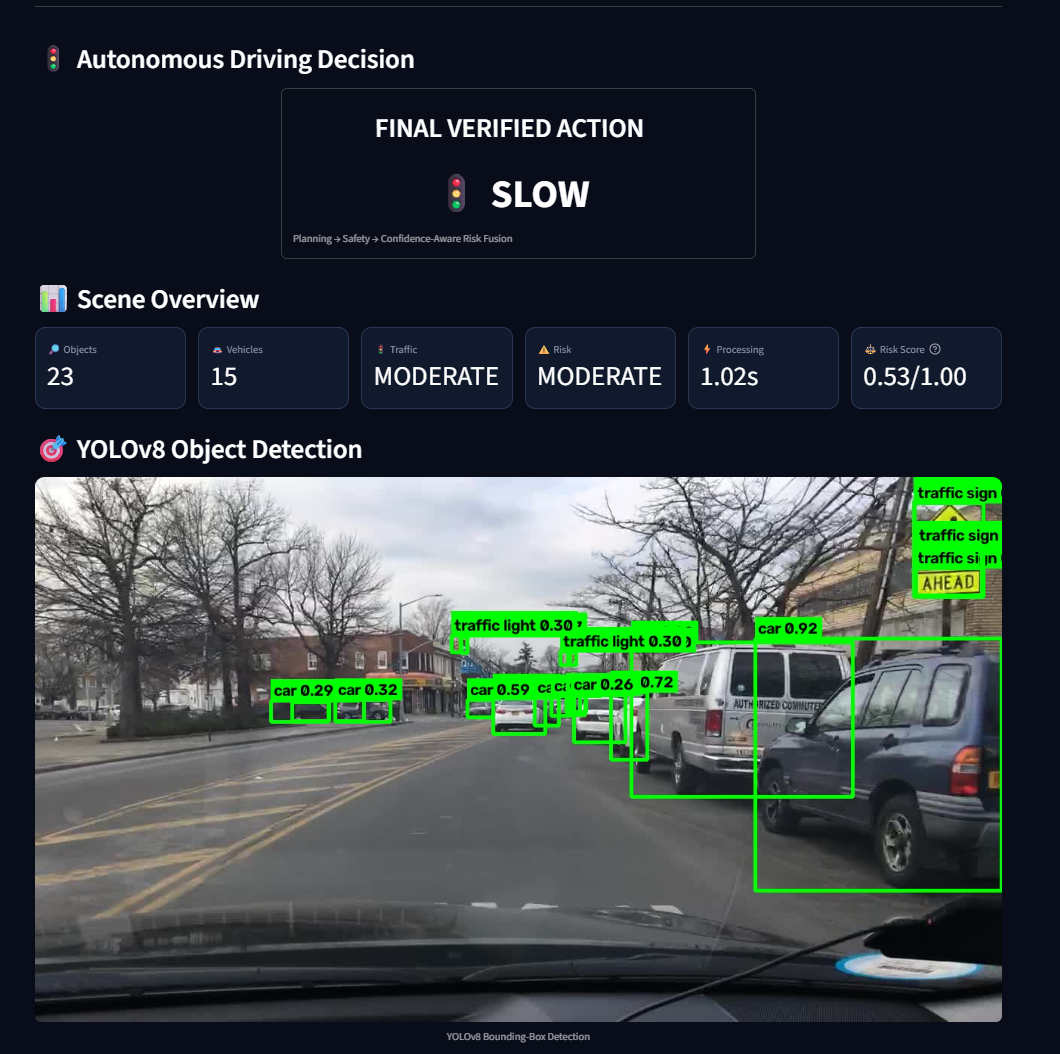 Autonomous Driving Decision
FINAL VERIFIED ACTION
SLOW
Planning → Safety → Confidence-Aware Risk Fusion
Scene Overview
Objects
23
Vehicles
15
Traffic
MODERATE
Risk
MODERATE
Processing
1.02s
Risk Score
0.53/1.00
YOLOv8 Object Detection
traffic sign
traffic sign
traffic sign
AHEAD
traffic light 0.30
traffic light 0.30
car 0.92
car 0.29 car 0.32
car 0.59
car 0.26
0.72
AUTHORIZED COMMUTER
YOLOv8 Bounding-Box Detection